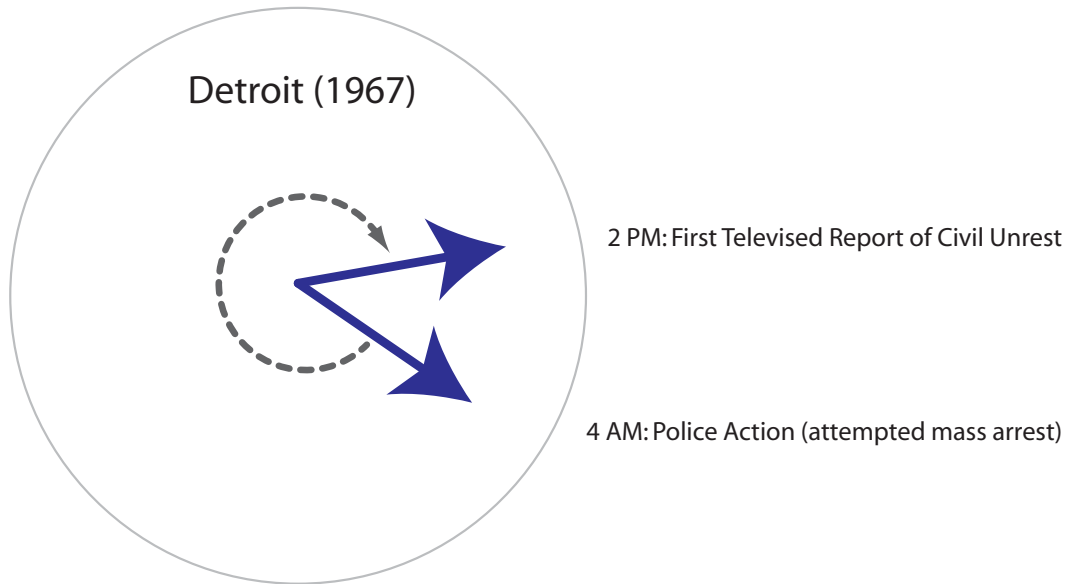 Detroit (1967)
2 PM: First Televised Report of Civil Unrest
4 AM: Police Action (attempted mass arrest)